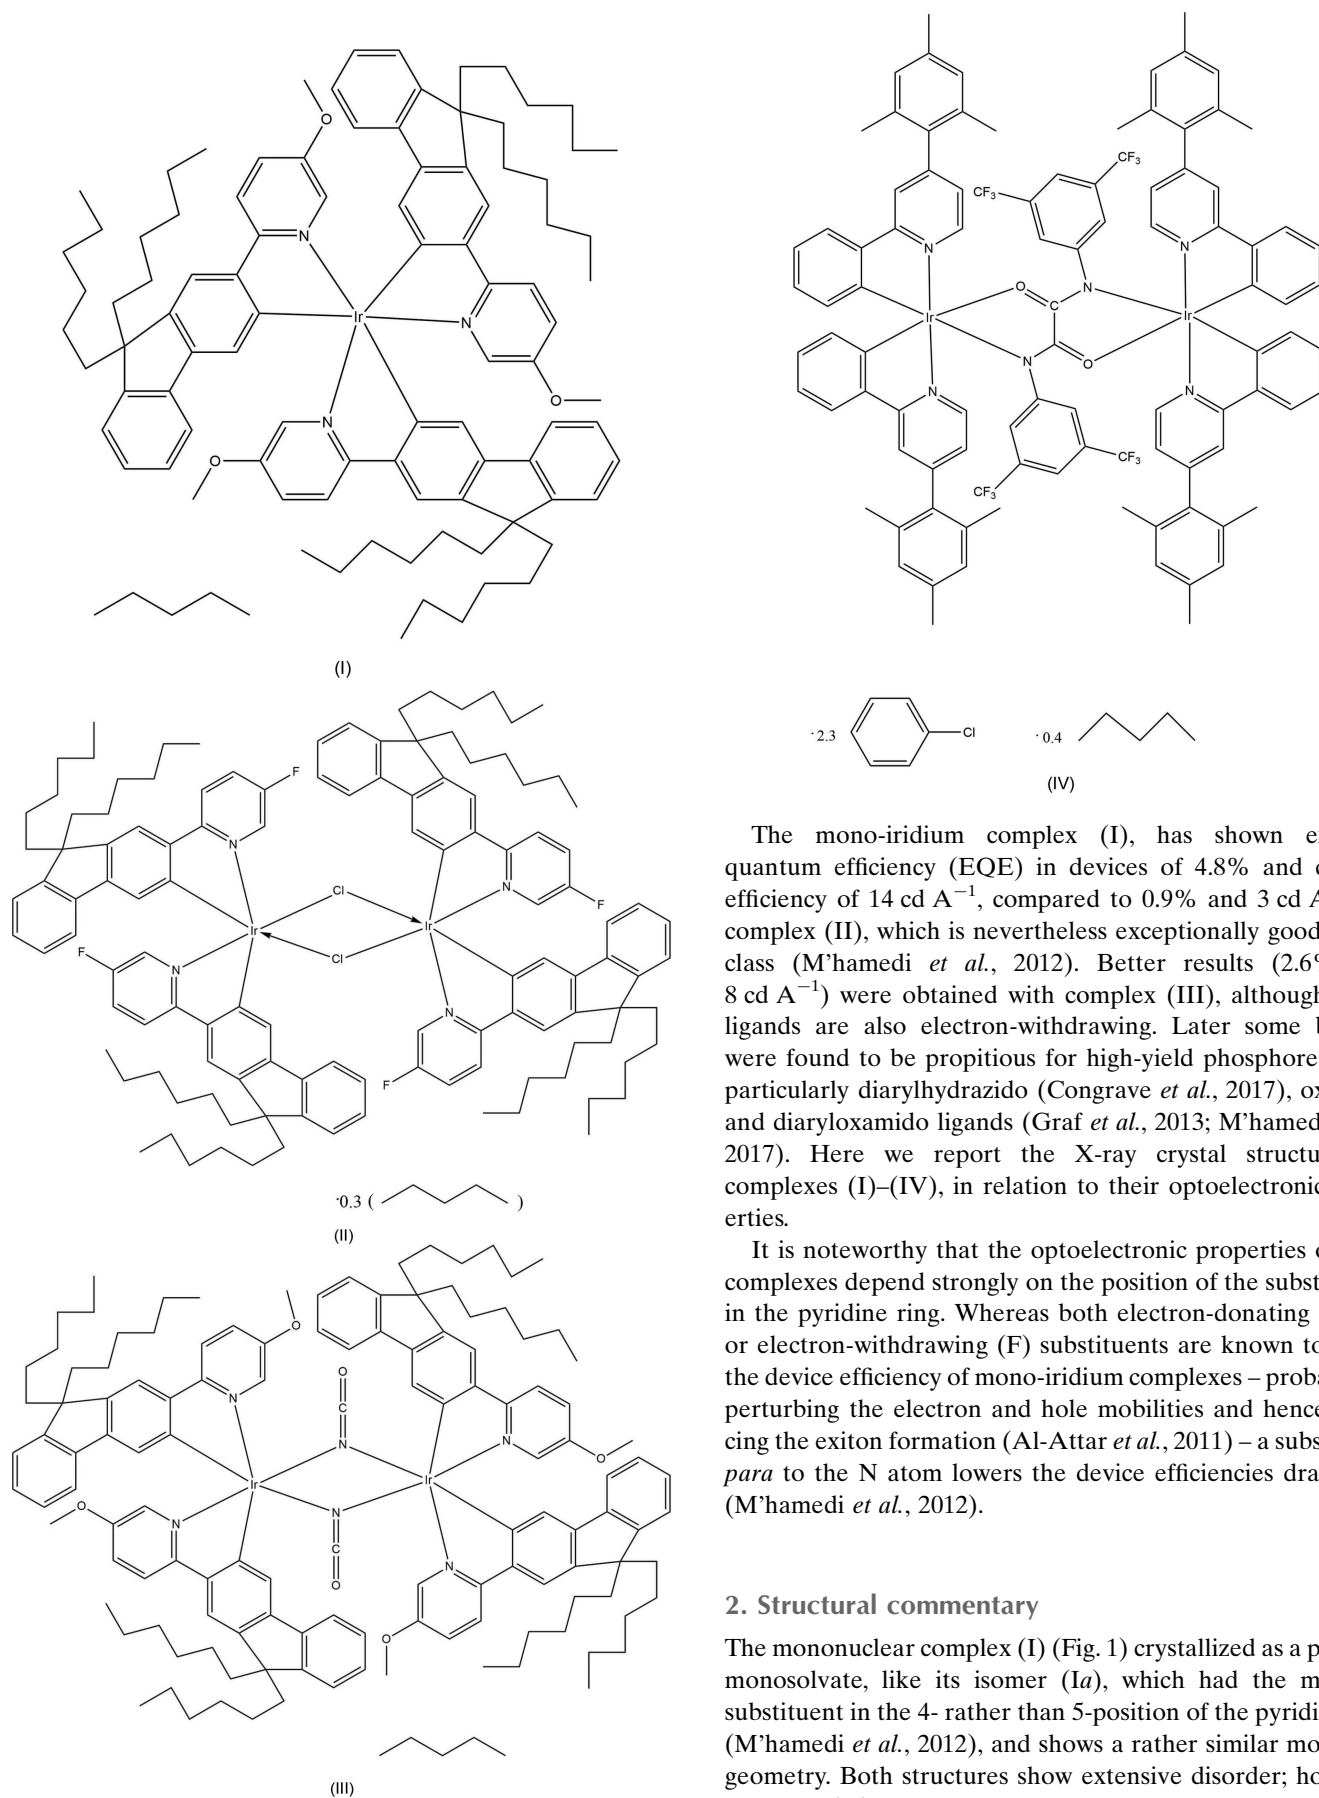 O
N
Ir
N
O
N
O
(I)
F
N
Cl
N
F
Ir
Ir
F
N
Cl
N
F
·0.3 ( )
(II)
O
O
N
C
N
N
O
Ir
Ir
O
N
N
N
C
O
O
(III)
CF3
CF3
N
N
O
N
C
Ir
Ir
C
N
O
N
N
CF3
CF3
·2.3
Cl
·0.4
(IV)
The mono-iridium complex (I), has shown
quantum efficiency (EQE) in devices of 4.8% and
efficiency of 14 cd A−1, compared to 0.9% and 3 cd A
complex (II), which is nevertheless exceptionally good
class (M'hamedi et al., 2012). Better results (2.6%
8 cd A−1) were obtained with complex (III), although
ligands are also electron-withdrawing. Later some
were found to be propitious for high-yield phosphore
particularly diarylhydrazido (Congrave et al., 2017), ox
and diaryloxamido ligands (Graf et al., 2013; M'hamed
2017). Here we report the X-ray crystal structu
complexes (I)–(IV), in relation to their optoelectronic
erties.
It is noteworthy that the optoelectronic properties
complexes depend strongly on the position of the subst
in the pyridine ring. Whereas both electron-donating
or electron-withdrawing (F) substituents are known to
the device efficiency of mono-iridium complexes – proba
perturbing the electron and hole mobilities and hence
cing the exiton formation (Al-Attar et al., 2011) – a subs
para to the N atom lowers the device efficiencies dra
(M'hamedi et al., 2012).
2. Structural commentary
The mononuclear complex (I) (Fig. 1) crystallized as a p
monosolvate, like its isomer (Ia), which had the m
substituent in the 4- rather than 5-position of the pyridi
(M'hamedi et al., 2012), and shows a rather similar mo
geometry. Both structures show extensive disorder; ho